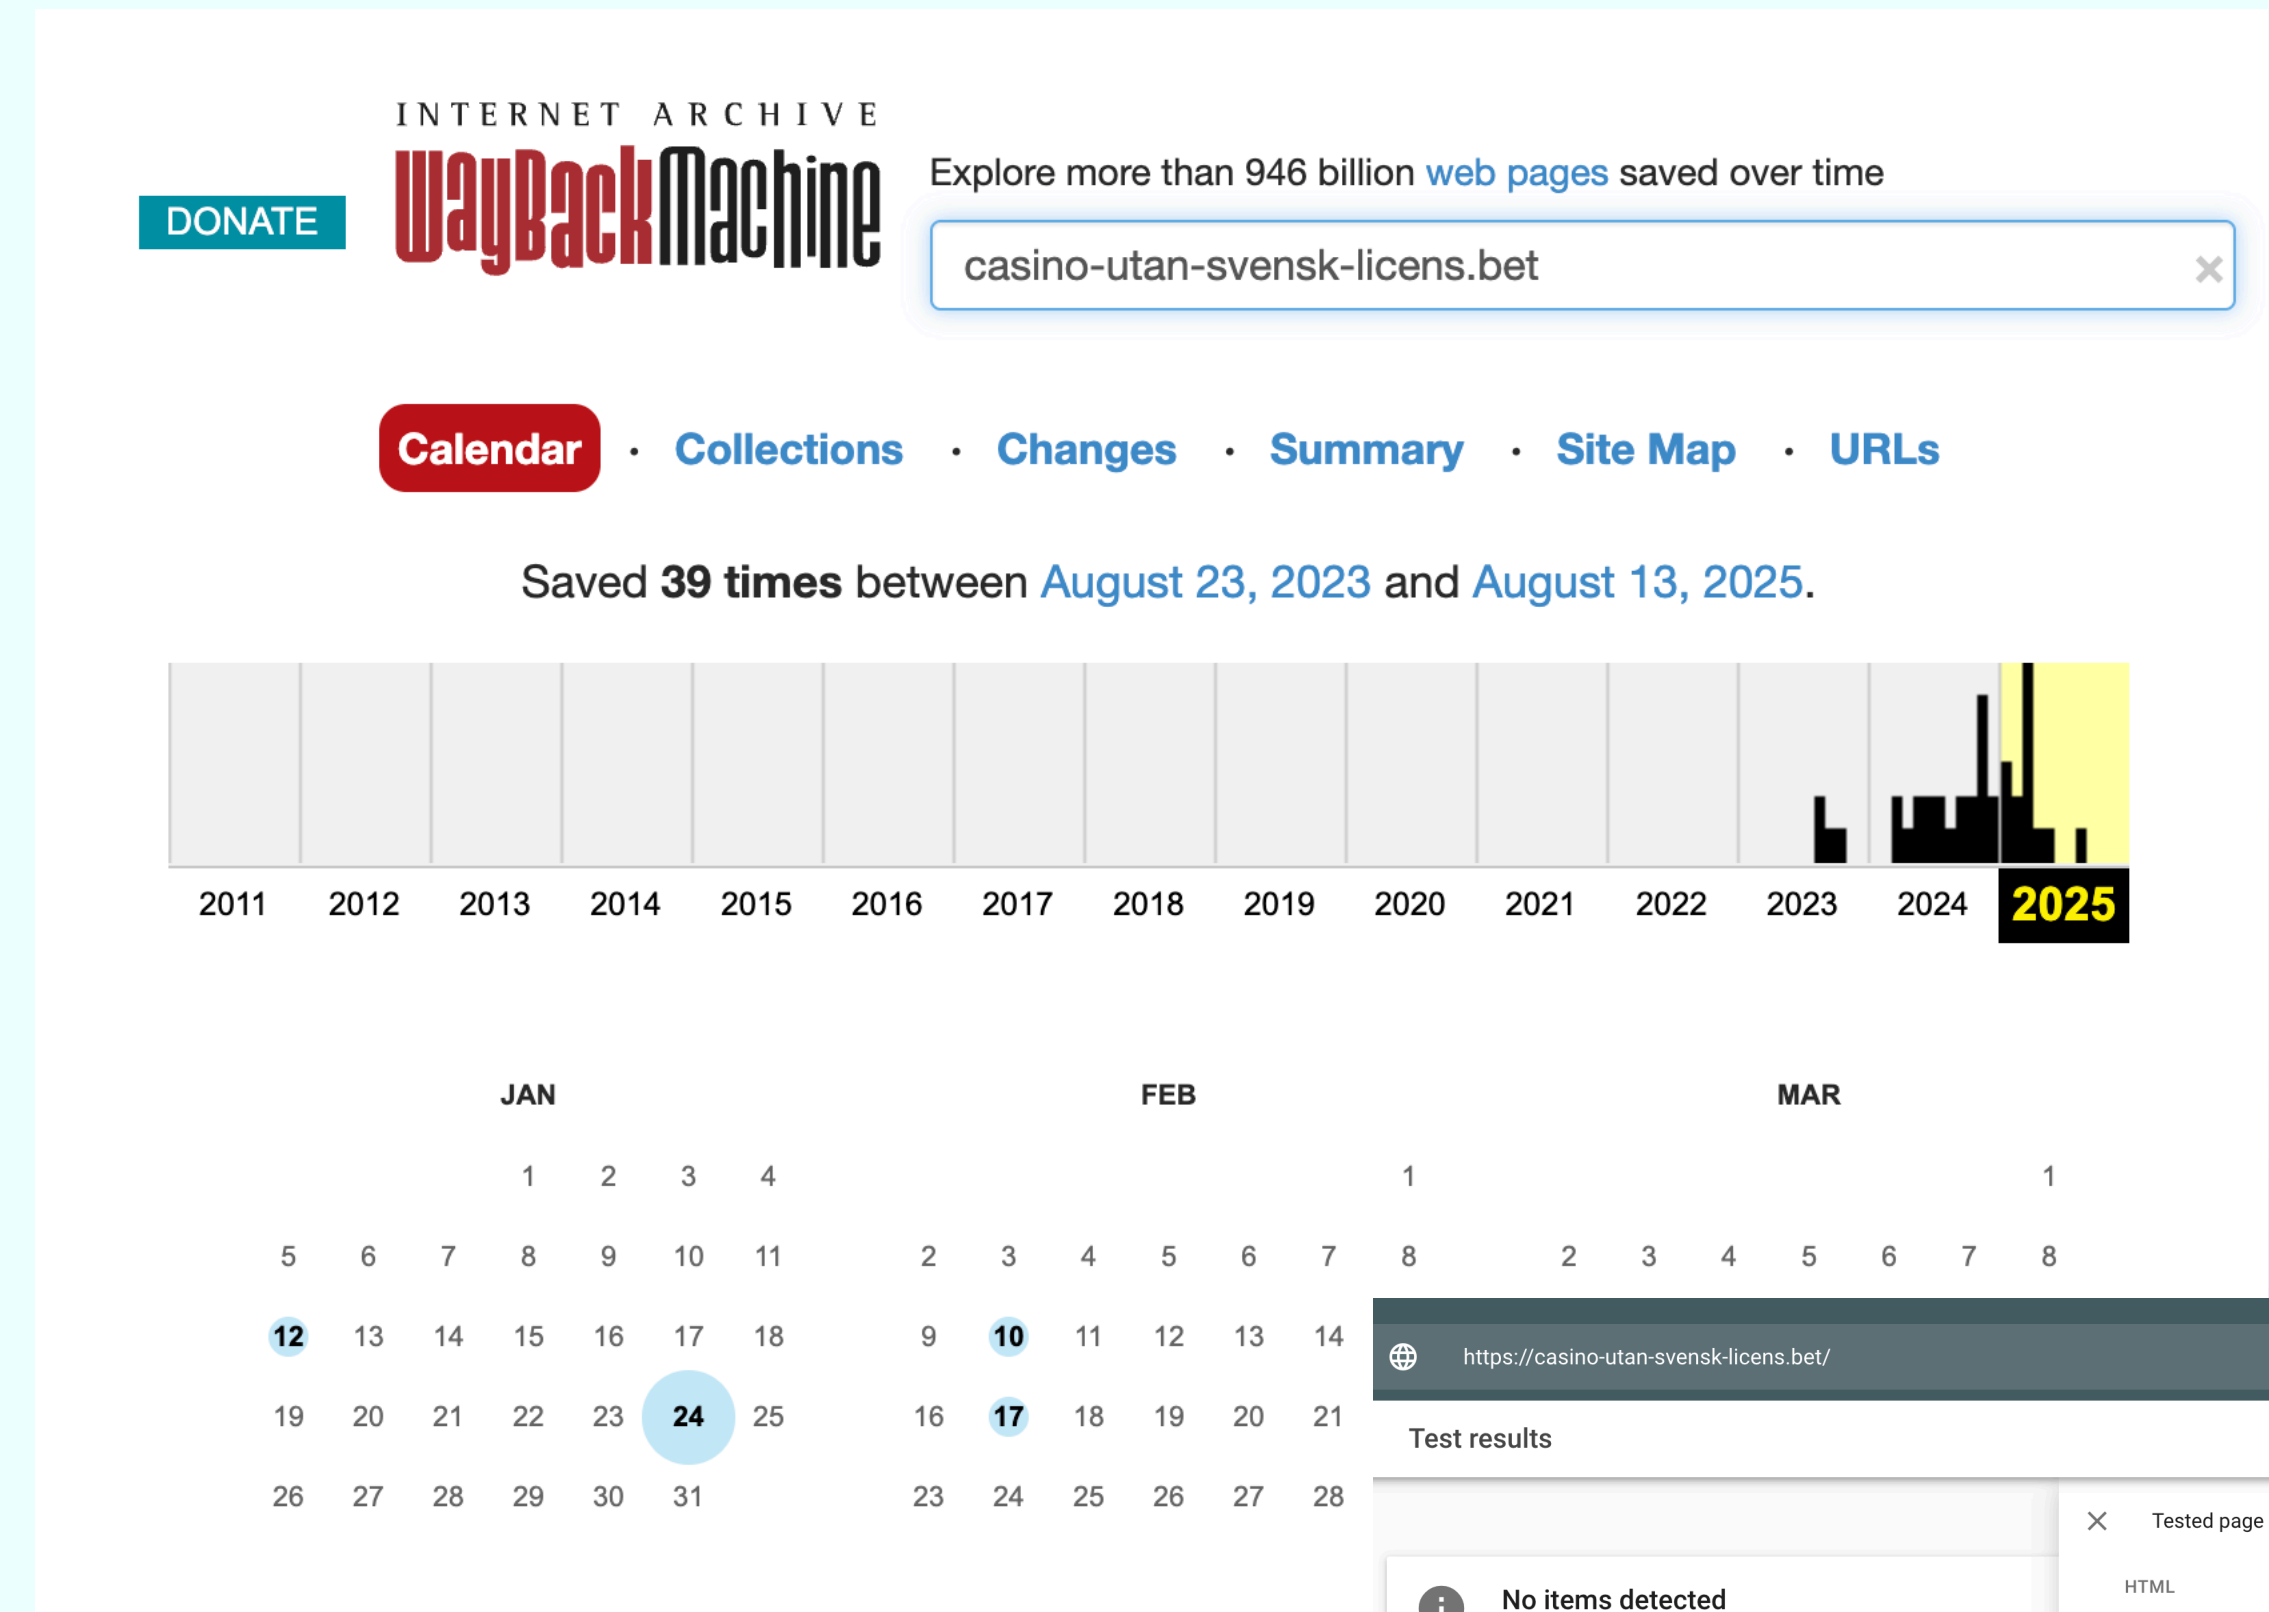 INTERNET ARCHIVE
WayBackMachine
DONATE
Explore more than 946 billion web pages saved over time
casino-utan-svensk-licens.bet ×
Calendar · Collections · Changes · Summary · Site Map · URLs
Saved 39 times between August 23, 2023 and August 13, 2025.
2011 2012 2013 2014 2015 2016 2017 2018 2019 2020 2021 2022 2023 2024 2025
JAN
1 2 3 4
5 6 7 8 9 10 11
12 13 14 15 16 17 18
19 20 21 22 23 24 25
26 27 28 29 30 31
FEB
1
2 3 4 5 6 7 8
9 10 11 12 13 14
16 17 18 19 20 21
23 24 25 26 27 28
MAR
1
2 3 4 5 6 7 8
https://casino-utan-svensk-licens.bet/
Test results
Tested page
HTML
No items detected